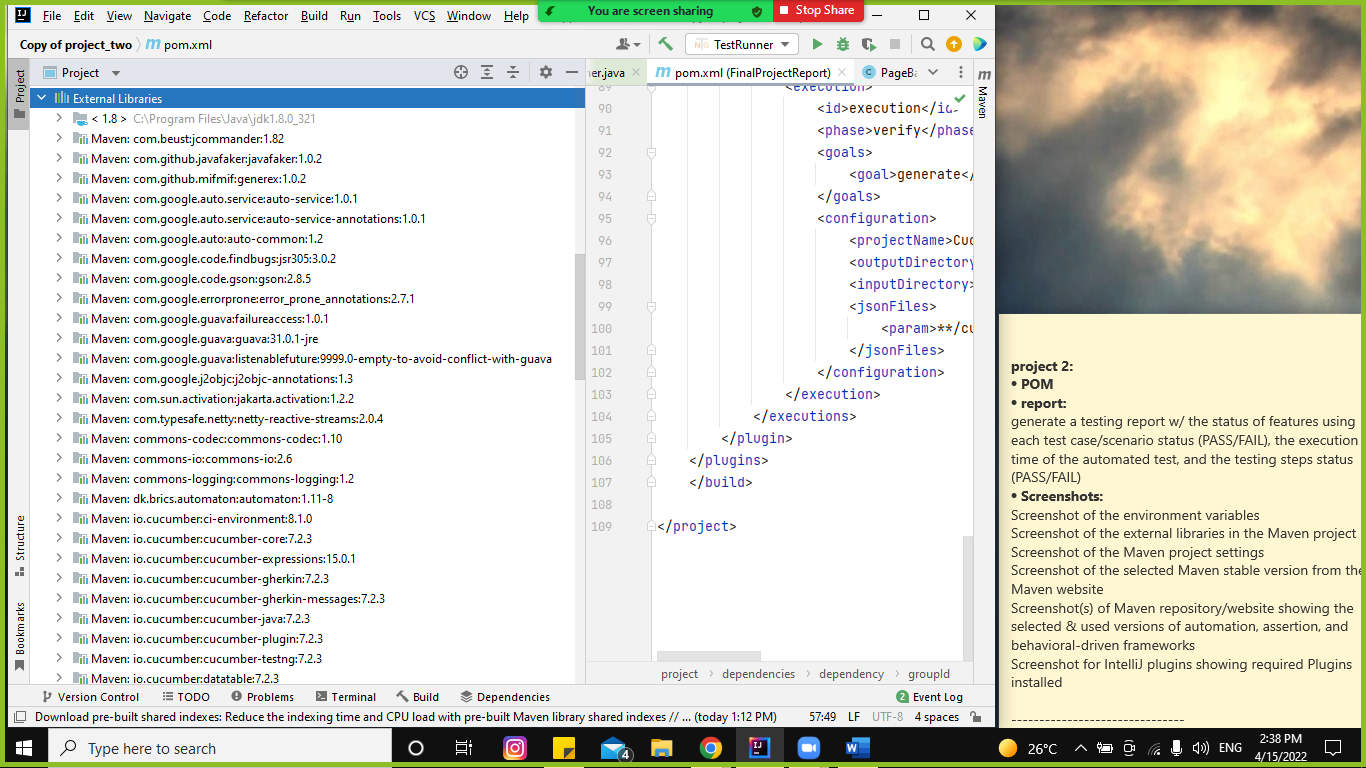 File Edit View Navigate Code Refactor Build Run Tools VCS Window Help
You are screen sharing
Stop Share
Copy of project_two
m pom.xml
TestRunner
Project
er.java
m pom.xml (FinalProjectReport)
PageBa
External Libraries
< 1.8 > C:\Program Files\Java\jdk1.8.0_321
Maven: com.beust:jcommander:1.82
Maven: com.github.javafaker:javafaker:1.0.2
Maven: com.github.mifmif:generex:1.0.2
Maven: com.google.auto.service:auto-service:1.0.1
Maven: com.google.auto.service:auto-service-annotations:1.0.1
Maven: com.google.auto:auto-common:1.2
Maven: com.google.code.findbugs:jsr305:3.0.2
Maven: com.google.code.gson:gson:2.8.5
Maven: com.google.errorprone:error_prone_annotations:2.7.1
Maven: com.google.guava:failureaccess:1.0.1
Maven: com.google.guava:guava:31.0.1-jre
Maven: com.google.guava:listenablefuture:9999.0-empty-to-avoid-conflict-with-guava
Maven: com.google.j2objc:j2objc-annotations:1.3
Maven: com.sun.activation:jakarta.activation:1.2.2
Maven: com.typesafe.netty:netty-reactive-streams:2.0.4
Maven: commons-codec:commons-codec:1.10
Maven: commons-io:commons-io:2.6
Maven: commons-logging:commons-logging:1.2
Maven: dk.brics.automaton:automaton:1.11-8
Maven: io.cucumber:ci-environment:8.1.0
Maven: io.cucumber:cucumber-core:7.2.3
Maven: io.cucumber:cucumber-expressions:15.0.1
Maven: io.cucumber:cucumber-gherkin:7.2.3
Maven: io.cucumber:cucumber-gherkin-messages:7.2.3
Maven: io.cucumber:cucumber-java:7.2.3
Maven: io.cucumber:cucumber-plugin:7.2.3
Maven: io.cucumber:cucumber-testng:7.2.3
Maven: io.cucumber:datatable:7.2.3
Project
Structure
Bookmarks
89 <execution>
90 <id>execution</id>
91 <phase>verify</phase
92 <goals>
93 <goal>generate</
94 </goals>
95 <configuration>
96 <projectName>Cuc
97 <outputDirectory
98 <inputDirectory>
99 <jsonFiles>
100 <param>**/cu
101 </jsonFiles>
102 </configuration>
103 </execution>
104 </executions>
105 </plugin>
106 </plugins>
107 </build>
108
109 </project>
project dependencies dependency groupId
m Maven
Version Control TODO Problems Terminal Build Dependencies
2 Event Log
Download pre-built shared indexes: Reduce the indexing time and CPU load with pre-built Maven library shared indexes // ... (today 1:12 PM)
57:49 LF UTF-8 4 spaces
project 2:
• POM
• report:
generate a testing report w/ the status of features using
each test case/scenario status (PASS/FAIL), the execution
time of the automated test, and the testing steps status
(PASS/FAIL)
• Screenshots:
Screenshot of the environment variables
Screenshot of the external libraries in the Maven project
Screenshot of the Maven project settings
Screenshot of the selected Maven stable version from the
Maven website
Screenshot(s) of Maven repository/website showing the
selected & used versions of automation, assertion, and
behavioral-driven frameworks
Screenshot for IntelliJ plugins showing required Plugins
installed
-------------------------------
Type here to search
4
26°C
ENG
2:38 PM
4/15/2022